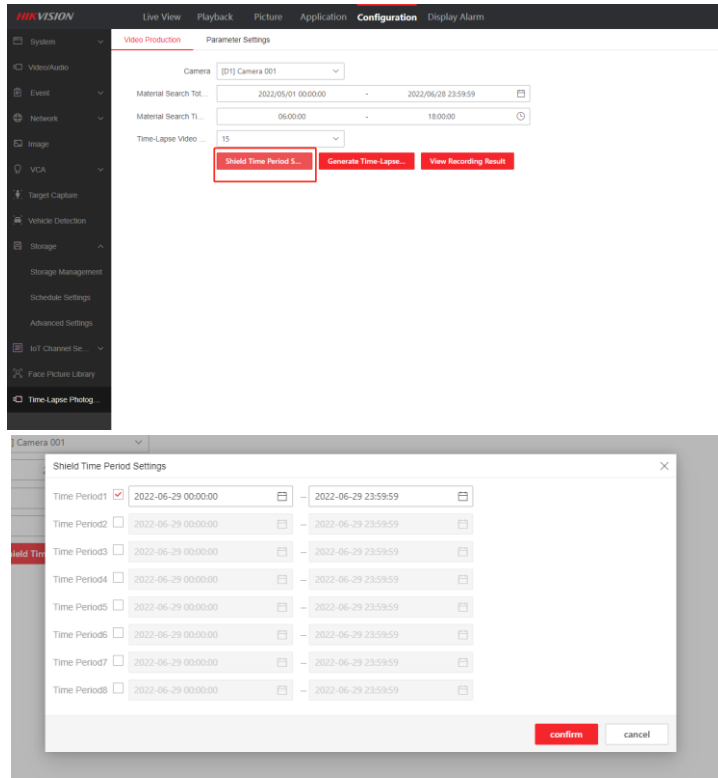 HIKVISION Live View Playback Picture Application Configuration Display Alarm
System
Video/Audio
Event
Network
Image
VCA
Target Capture
Vehicle Detection
Storage
Storage Management
Schedule Settings
Advanced Settings
IoT Channel Se...
Face Picture Library
Time-Lapse Photog...
Video Production Parameter Settings
Camera [D1] Camera 001
Material Search Tot... 2022/05/01 00:00:00 - 2022/06/28 23:59:59
Material Search Ti... 06:00:00 - 18:00:00
Time-Lapse Video ... 15
Shield Time Period S... Generate Time-Lapse... View Recording Result
] Camera 001
Shield Time Period Settings
Time Period1 2022-06-29 00:00:00 – 2022-06-29 23:59:59
Time Period2 2022-06-29 00:00:00 – 2022-06-29 23:59:59
Time Period3 2022-06-29 00:00:00 – 2022-06-29 23:59:59
ield Tim
Time Period4 2022-06-29 00:00:00 – 2022-06-29 23:59:59
Time Period5 2022-06-29 00:00:00 – 2022-06-29 23:59:59
Time Period6 2022-06-29 00:00:00 – 2022-06-29 23:59:59
Time Period7 2022-06-29 00:00:00 – 2022-06-29 23:59:59
Time Period8 2022-06-29 00:00:00 – 2022-06-29 23:59:59
confirm cancel